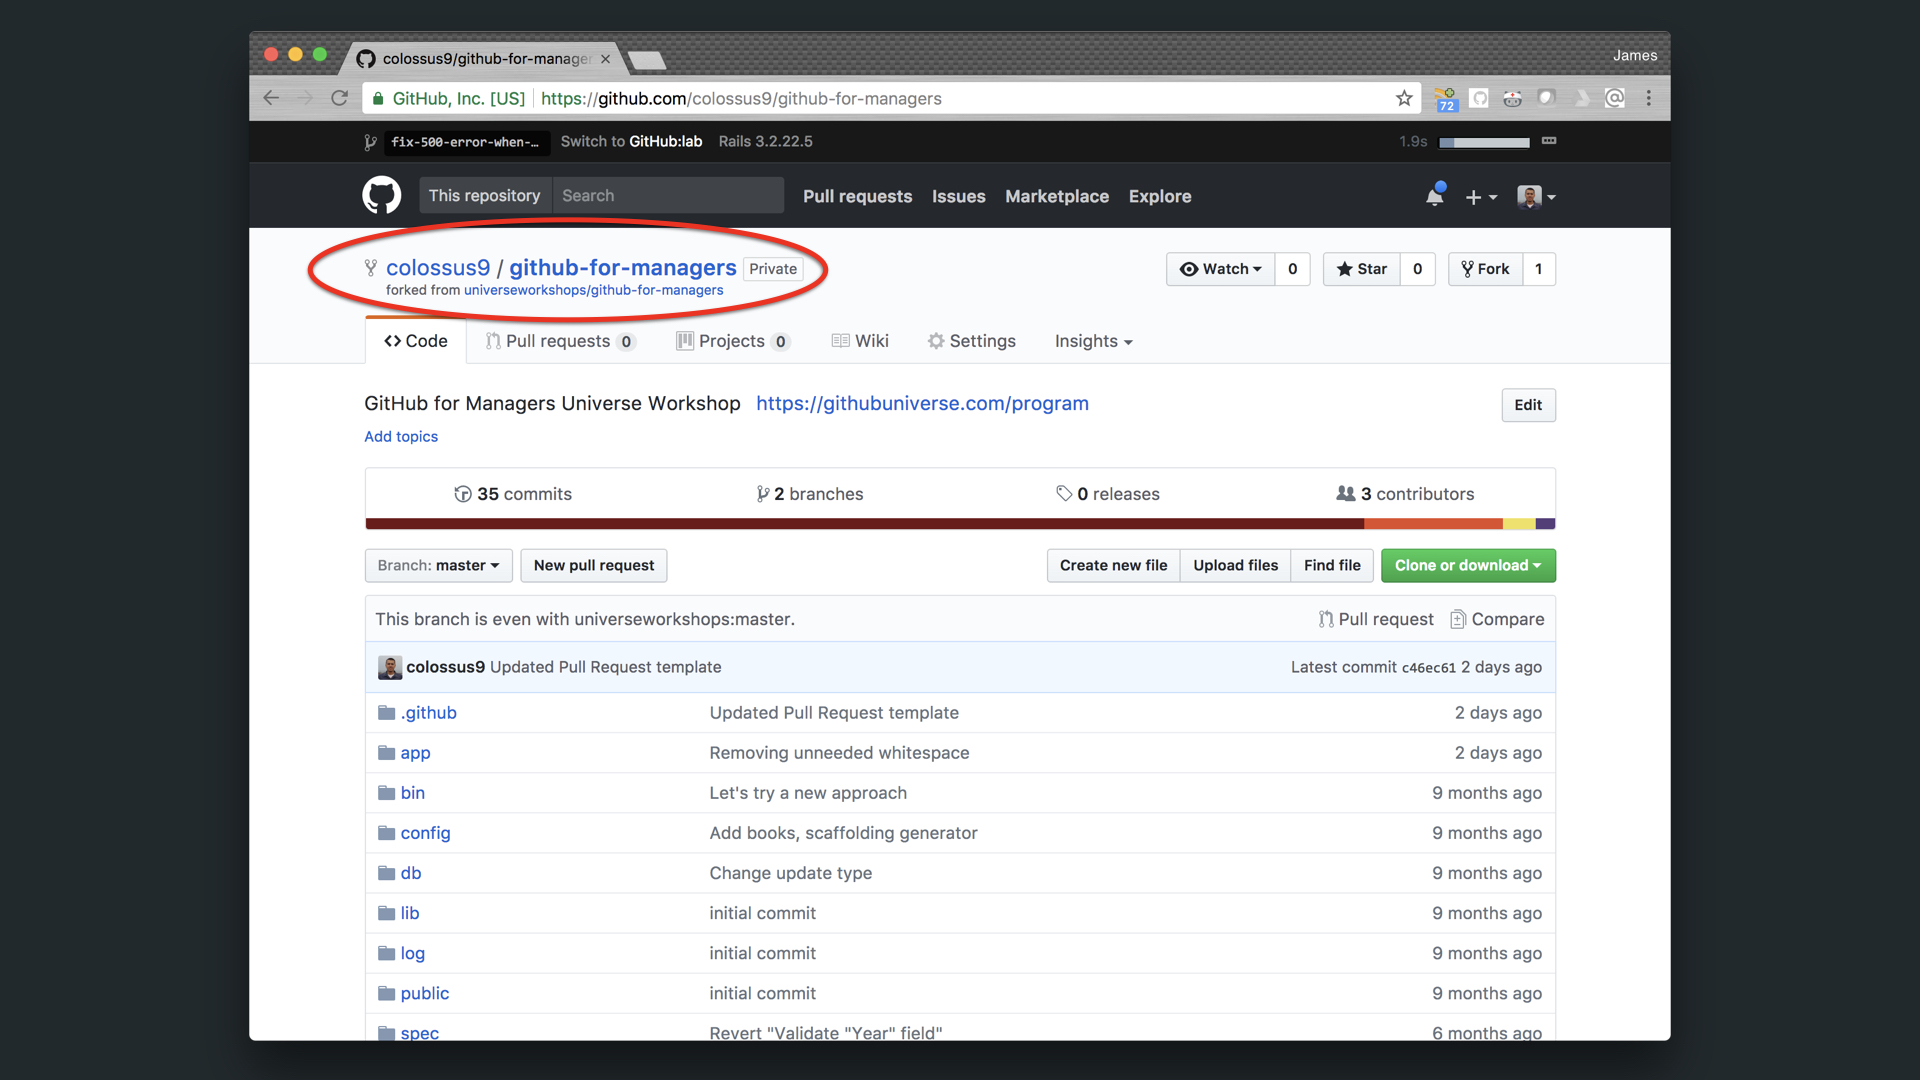 James
colossus9/github-for-manager
GitHub, Inc. [US] https://github.com/colossus9/github-for-managers
72
fix-500-error-when-… Switch to GitHub:lab Rails 3.2.22.5 1.9s
This repository Search Pull requests Issues Marketplace Explore
colossus9 / github-for-managers Private
Watch 0 Star 0 Fork 1
forked from universeworkshops/github-for-managers
Code Pull requests 0 Projects 0 Wiki Settings Insights
GitHub for Managers Universe Workshop https://githubuniverse.com/program Edit
Add topics
35 commits 2 branches 0 releases 3 contributors
Branch: master New pull request Create new file Upload files Find file Clone or download
This branch is even with universeworkshops:master. Pull request Compare
colossus9 Updated Pull Request template Latest commit c46ec61 2 days ago
.github Updated Pull Request template 2 days ago
app Removing unneeded whitespace 2 days ago
bin Let's try a new approach 9 months ago
config Add books, scaffolding generator 9 months ago
db Change update type 9 months ago
lib initial commit 9 months ago
log initial commit 9 months ago
public initial commit 9 months ago
spec Revert "Validate "Year" field" 6 months ago